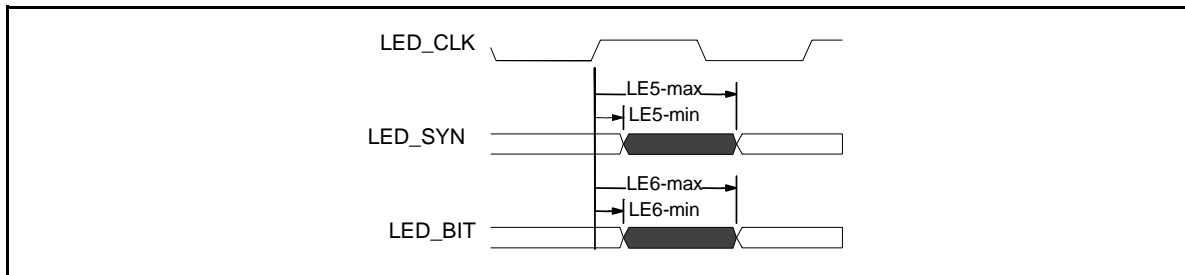 LED_CLK
LE5-max
LE5-min
LED_SYN
LE6-max
LE6-min
LED_BIT